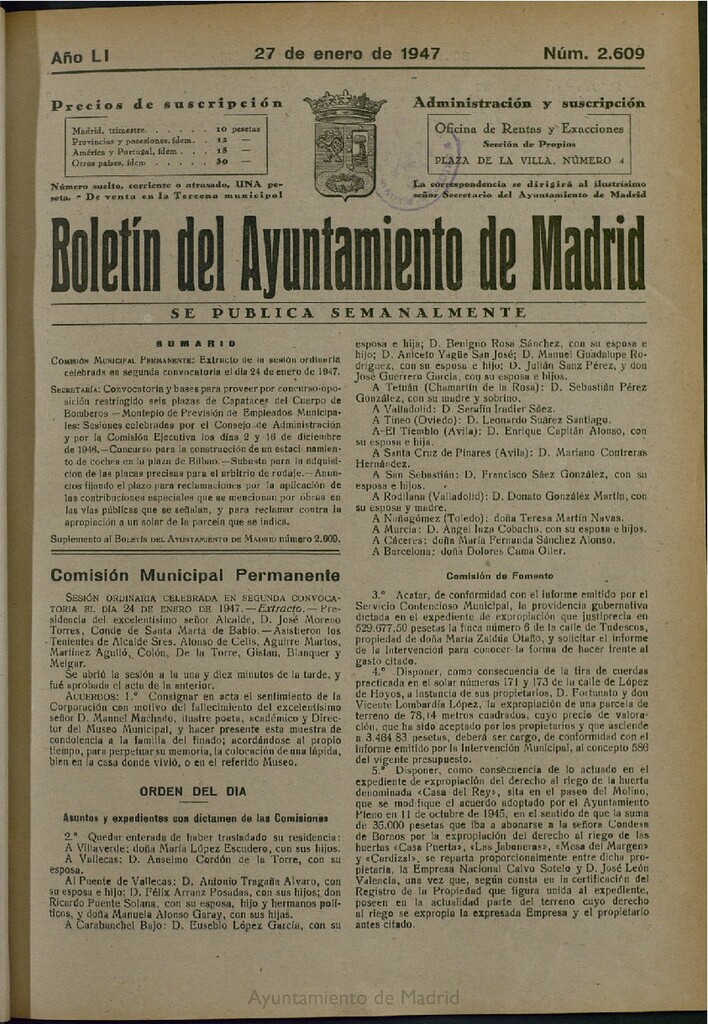 Año LI
27 de enero de 1947
Núm. 2.609
Precios de suscripción
Madrid, trimestre. . . . . . 10 pesetas
Provincias y posesiones, ídem. . 12 —
América y Portugal, ídem . . . 15 —
Otros países, ídem . . . . . 30 —
Número suelto, corriente o atrasado, UNA pe-
seta. - De venta en la Tercena municipal
Administración y suscripción
Oficina de Rentas y Exacciones
Sección de Propios
PLAZA DE LA VILLA, NÚMERO 4
La correspondencia se dirigirá al ilustrísimo
señor Secretario del Ayuntamiento de Madrid
Boletín del Ayuntamiento de Madrid
SE PUBLICA SEMANALMENTE
SUMARIO
COMISIÓN MUNICIPAL PERMANENTE: Extracto de la sesión ordinaria
celebrada en segunda convocatoria el día 24 de enero de 1947.
SECRETARÍA: Convocatoria y bases para proveer por concurso-opo-
sición restringido seis plazas de Capataces del Cuerpo de
Bomberos.—Montepío de Previsión de Empleados Municipa-
les: Sesiones celebradas por el Consejo de Administración
y por la Comisión Ejecutiva los días 2 y 16 de diciembre
de 1946.—Concurso para la construcción de un estacionamien-
to de coches en la plaza de Bilbao.—Subasta para la adquisi-
ción de las placas precisas para el arbitrio de rodaje.—Anun-
cios fijando el plazo para reclamaciones por la aplicación de
las contribuciones especiales que se mencionan por obras en
las vías públicas que se señalan, y para reclamar contra la
apropiación a un solar de la parcela que se indica.
Suplemento al BOLETÍN DEL AYUNTAMIENTO DE MADRID número 2.609.
Comisión Municipal Permanente
SESIÓN ORDINARIA CELEBRADA EN SEGUNDA CONVOCA-
TORIA EL DÍA 24 DE ENERO DE 1947.—Extracto.—Pre-
sidencia del excelentísimo señor Alcalde, D. José Moreno
Torres, Conde de Santa Marta de Babío.—Asistieron los
Tenientes de Alcalde Sres. Alonso de Celis, Aguirre Martos,
Martínez Agulló, Colón, De la Torre, Gistau, Blanquer y
Melgar.
Se abrió la sesión a la una y diez minutos de la tarde, y
fué aprobada el acta de la anterior.
ACUERDOS: 1.º Consignar en acta el sentimiento de la
Corporación con motivo del fallecimiento del excelentísimo
señor D. Manuel Machado, ilustre poeta, académico y Direc-
tor del Museo Municipal, y hacer presente esta muestra de
condolencia a la familia del finado; acordándose al propio
tiempo, para perpetuar su memoria, la colocación de una lápida,
bien en la casa donde vivió, o en el referido Museo.
ORDEN DEL DIA
Asuntos y expedientes con dictamen de las Comisiones
2.º Quedar enterada de haber trasladado su residencia:
A Villaverde: doña María López Escudero, con sus hijos.
A Vallecas: D. Anselmo Cordón de la Torre, con su
esposa.
Al Puente de Vallecas: D. Antonio Tragaña Alvaro, con
su esposa e hijo; D. Félix Arranz Posadas, con sus hijos; don
Ricardo Puente Solana, con su esposa, hijo y hermanos polí-
ticos, y doña Manuela Alonso Garay, con sus hijas.
A Carabanchel Bajo: D. Eusebio López García, con su
esposa e hija; D. Benigno Rosa Sánchez, con su esposa e
hijo; D. Aniceto Yagüe San José; D. Manuel Guadalupe Ro-
dríguez, con su esposa e hijo; D. Julián Sanz Pérez, y don
José Guerrero García, con su esposa e hijos.
A Tetuán (Chamartín de la Rosa): D. Sebastián Pérez
González, con su madre y sobrino.
A Valladolid: D. Serafín Iradier Sáez.
A Tineo (Oviedo): D. Leonardo Suárez Santiago.
A El Tiemblo (Avila): D. Enrique Capitán Alonso, con
su esposa e hija.
A Santa Cruz de Pinares (Avila): D. Mariano Contreras
Hernández.
A San Sebastián: D. Francisco Sáez González, con su
esposa e hijos.
A Rodilana (Valladolid): D. Donato González Martín, con
su esposa y madre.
A Nuñogómez (Toledo): doña Teresa Martín Navas.
A Murcia: D. Angel Inza Cobacho, con su esposa e hijos.
A Cáceres: doña María Fernanda Sánchez Alonso.
A Barcelona: doña Dolores Cama Oller.
Comisión de Fomento
3.º Acatar, de conformidad con el informe emitido por el
Servicio Contencioso Municipal, la providencia gubernativa
dictada en el expediente de expropiación que justiprecia en
529.677,50 pesetas la finca número 6 de la calle de Tudescos,
propiedad de doña María Zaldúa Otaño, y solicitar el informe
de la Intervención para conocer la forma de hacer frente al
gasto citado.
4.º Disponer, como consecuencia de la tira de cuerdas
practicada en el solar números 171 y 173 de la calle de López
de Hoyos, a instancia de sus propietarios, D. Fortunato y don
Vicente Lombardía López, la expropiación de una parcela de
terreno de 78,14 metros cuadrados, cuyo precio de valora-
ción, que ha sido aceptado por los propietarios y que asciende
a 3.464,83 pesetas, deberá ser cargo, de conformidad con el
informe emitido por la Intervención Municipal, al concepto 586
del vigente presupuesto.
5.º Disponer, como consecuencia de lo actuado en el
expediente de expropiación del derecho al riego de la huerta
denominada «Casa del Rey», sita en el paseo del Molino,
que se modifique el acuerdo adoptado por el Ayuntamiento
Pleno en 11 de octubre de 1945, en el sentido de que la suma
de 35.000 pesetas que iba a abonarse a la señora Condesa
de Bornos por la expropiación del derecho al riego de las
huertas «Casa Puerta», «Las Jaboneras», «Mesa del Margen»
y «Cardizal», se reparta proporcionalmente entre dicha pro-
pietaria, la Empresa Nacional Calvo Sotelo y D. José León
Valencia, una vez que, según consta en la certificación del
Registro de la Propiedad que figura unida al expediente,
poseen en la actualidad parte del terreno cuyo derecho
al riego se expropia la expresada Empresa y el propietario
antes citado.
Ayuntamiento de Madrid